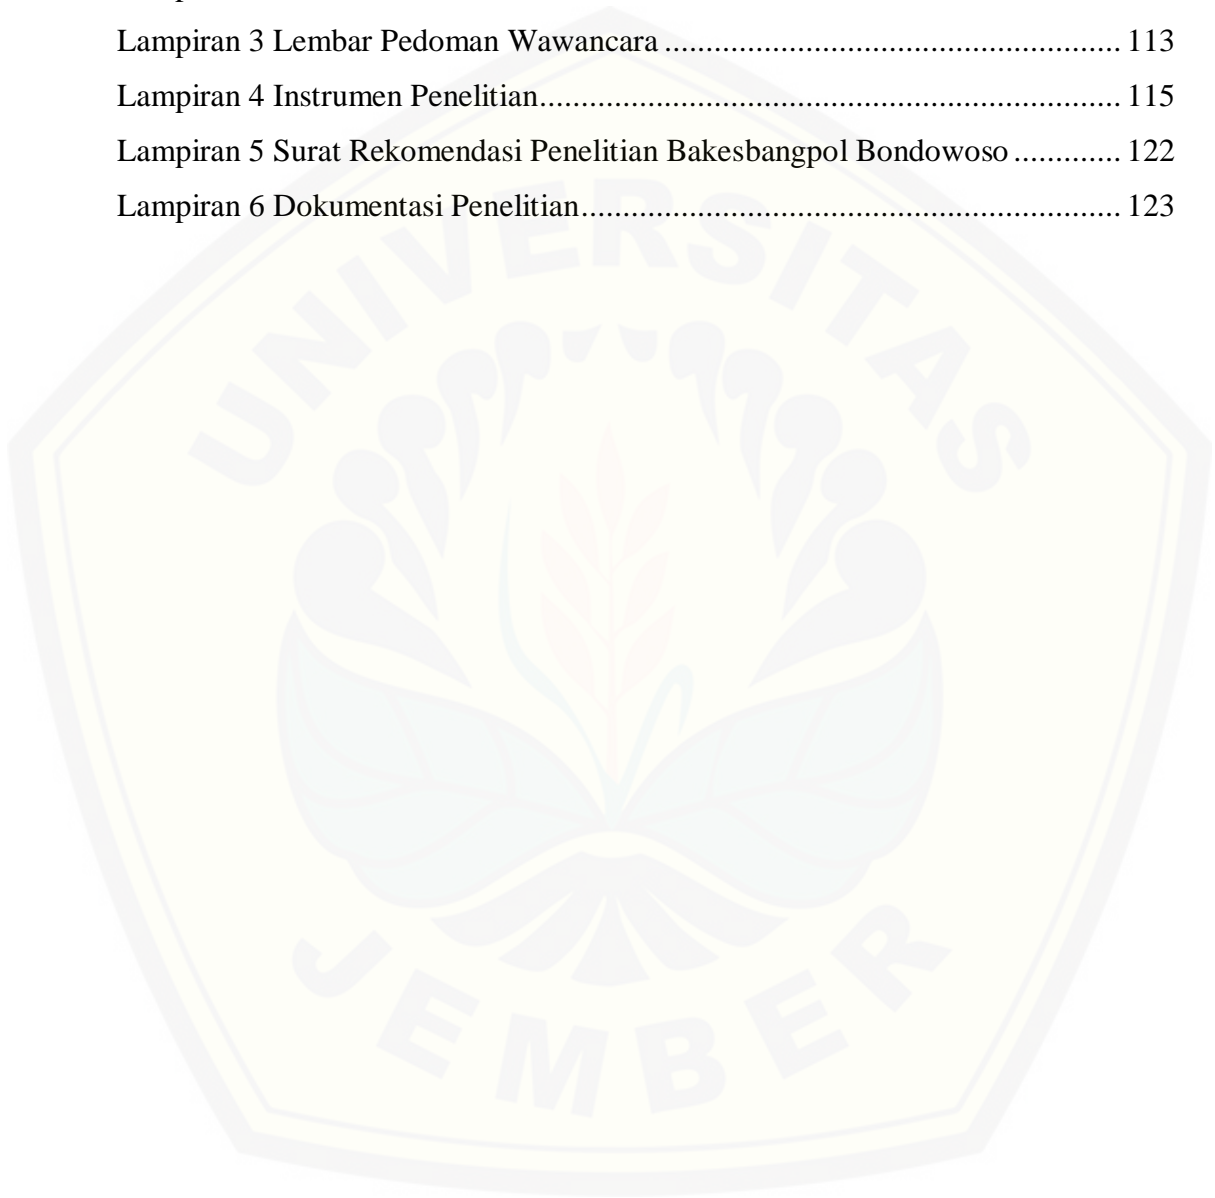 Lampiran 3 Lembar Pedoman Wawancara ........................................................ 113
Lampiran 4 Instrumen Penelitian....................................................................... 115
Lampiran 5 Surat Rekomendasi Penelitian Bakesbangpol Bondowoso ............. 122
Lampiran 6 Dokumentasi Penelitian.................................................................. 123
UNIVERSITAS
JEMBER